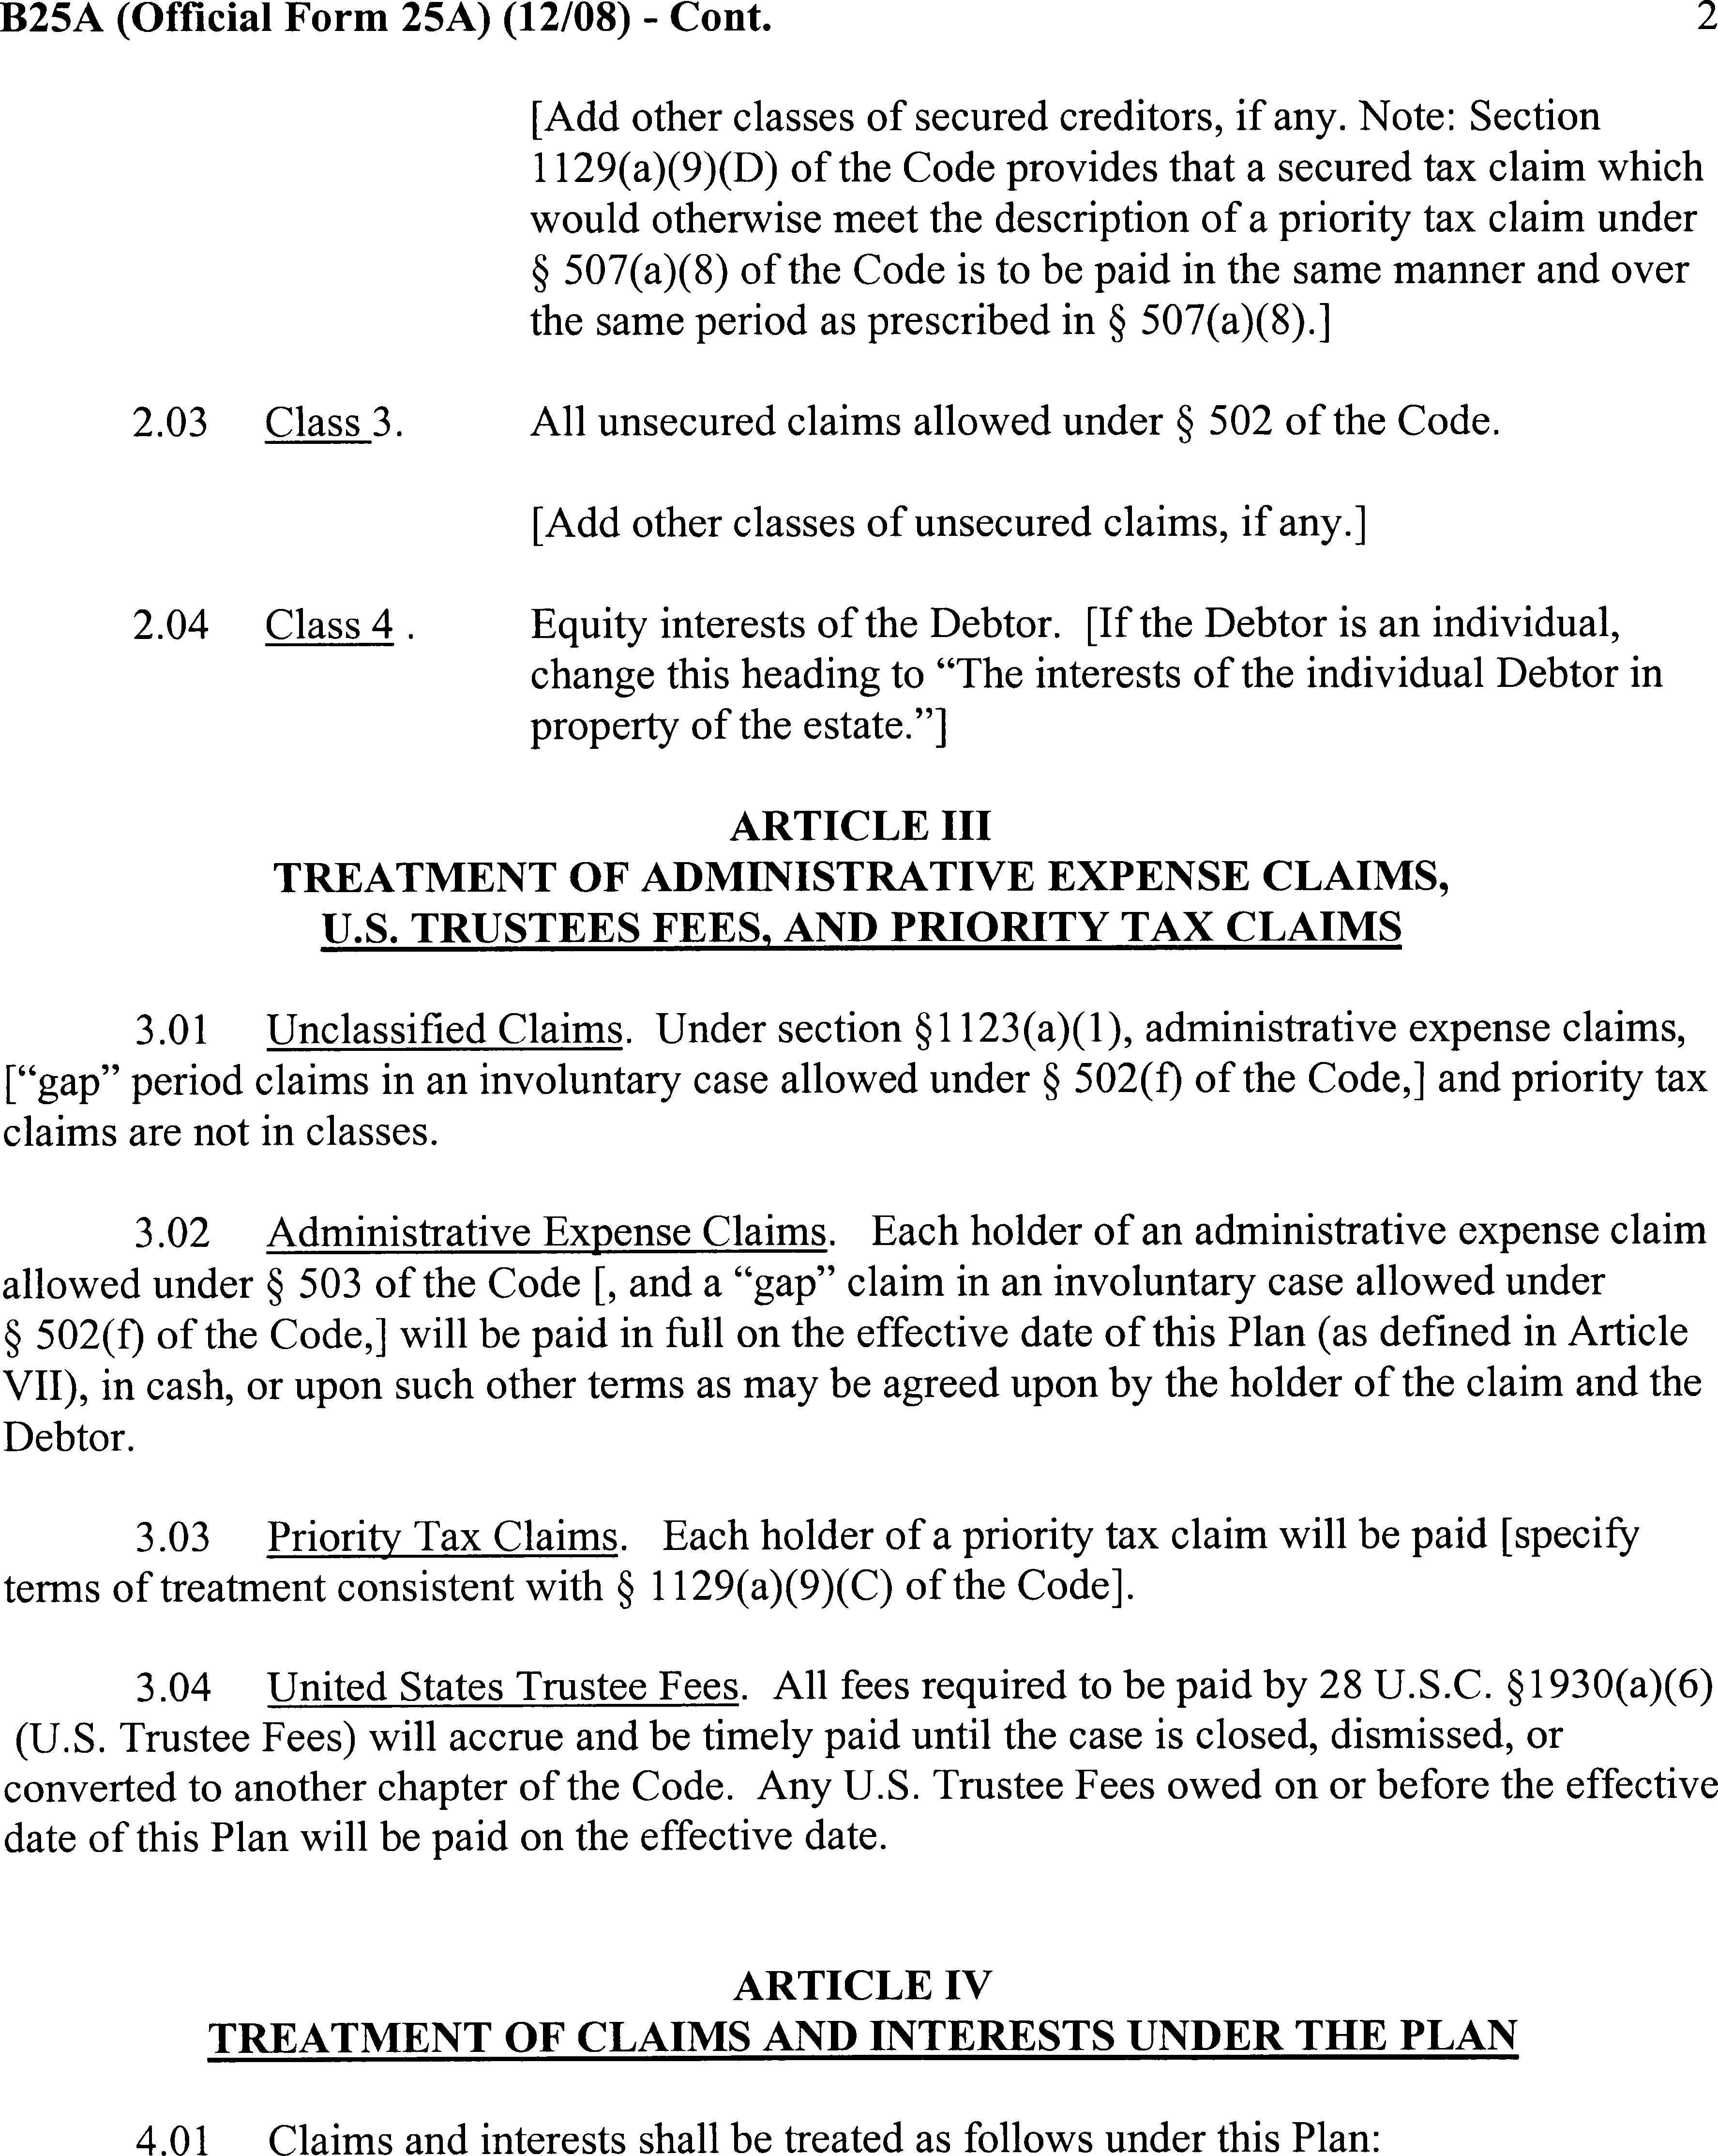 B25A (Official Form 25A) (12/08) - Cont. 2
[Add other classes of secured creditors, if any. Note: Section
1129(a)(9)(D) of the Code provides that a secured tax claim which
would otherwise meet the description of a priority tax claim under
§ 507(a)(8) of the Code is to be paid in the same manner and over
the same period as prescribed in § 507(a)(8).]
2.03 Class 3. All unsecured claims allowed under § 502 of the Code.
[Add other classes of unsecured claims, if any.]
2.04 Class 4 . Equity interests of the Debtor. [If the Debtor is an individual,
change this heading to “The interests of the individual Debtor in
property of the estate.”]
ARTICLE III
TREATMENT OF ADMINISTRATIVE EXPENSE CLAIMS,
U.S. TRUSTEES FEES, AND PRIORITY TAX CLAIMS
3.01 Unclassified Claims. Under section §1123(a)(1), administrative expense claims,
[“gap” period claims in an involuntary case allowed under § 502(f) of the Code,] and priority tax
claims are not in classes.
3.02 Administrative Expense Claims. Each holder of an administrative expense claim
allowed under § 503 of the Code [, and a “gap” claim in an involuntary case allowed under
§ 502(f) of the Code,] will be paid in full on the effective date of this Plan (as defined in Article
VII), in cash, or upon such other terms as may be agreed upon by the holder of the claim and the
Debtor.
3.03 Priority Tax Claims. Each holder of a priority tax claim will be paid [specify
terms of treatment consistent with § 1129(a)(9)(C) of the Code].
3.04 United States Trustee Fees. All fees required to be paid by 28 U.S.C. §1930(a)(6)
(U.S. Trustee Fees) will accrue and be timely paid until the case is closed, dismissed, or
converted to another chapter of the Code. Any U.S. Trustee Fees owed on or before the effective
date of this Plan will be paid on the effective date.
ARTICLE IV
TREATMENT OF CLAIMS AND INTERESTS UNDER THE PLAN
4.01 Claims and interests shall be treated as follows under this Plan: